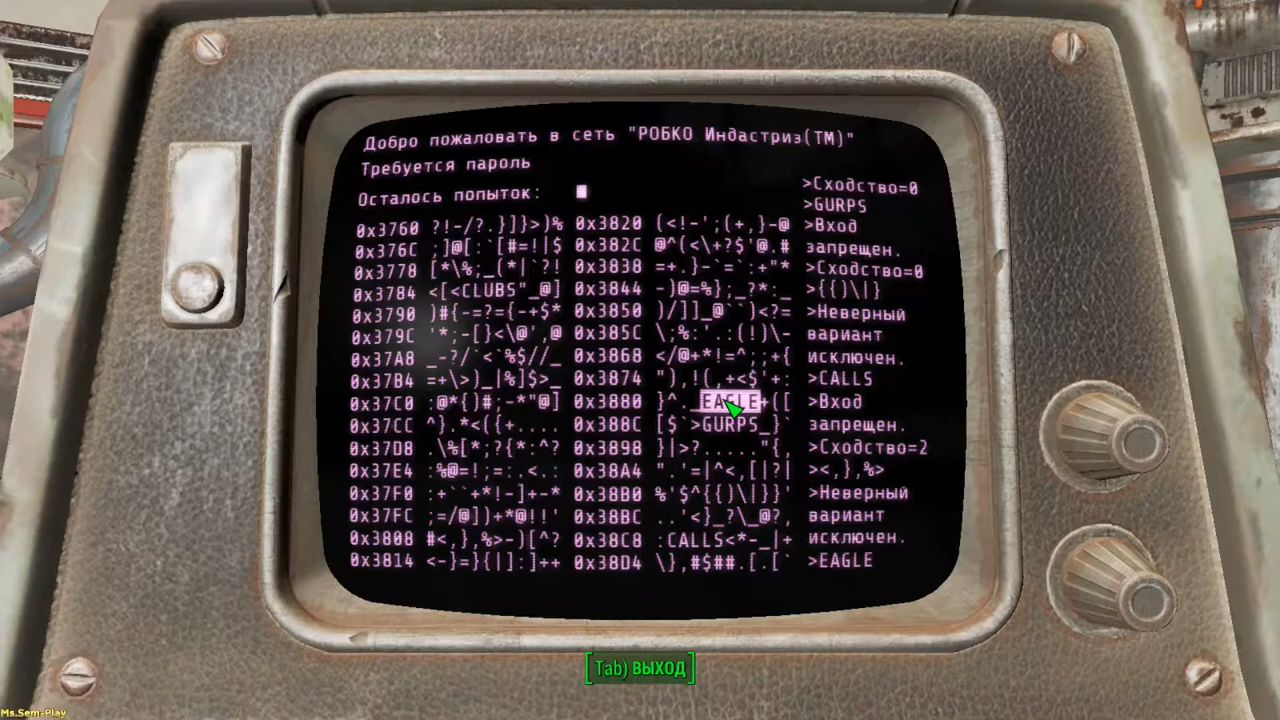 Добро пожаловать в сеть "РОБКО Индастриз(ТМ)"
Требуется пароль
Осталось попыток: ■
0x3760 ?!-/?.}]}>)% 0x3820 (<!-';(+,}-@
0x376C ;]@[:`[#=!|$ 0x382C @^(<\+?$'@.#
0x3778 [*\%;_(*|`?! 0x3838 =+.}-`=`:+"*
0x3784 <[<CLUBS"_@] 0x3844 -)@=%};_?*:_
0x3790 )#{-=?={-+$* 0x3850 )/]]_@``)<?=
0x379C '*;-[}<\@',@ 0x385C \;%:'.:(!)\-
0x37A8 _-?/`<`%$//_ 0x3868 </@+*!=^;;+{
0x37B4 =+\>)_|%]$>_ 0x3874 "),!(,+<$'+:
0x37C0 :@*{)#;-*"@] 0x3880 }^._EAGLE+([
0x37CC ^}.*<({+.... 0x388C [$`>GURPS_}`
0x37D8 .\%[*;?{*:^? 0x3898 }|>?....."{,
0x37E4 :%@=!;=:.<.: 0x38A4 ".'=|^<,[|?|
0x37F0 :+``+*!-]+-* 0x38B0 %'$^{{()\|}}'
0x37FC ;=/@])+*@!!' 0x38BC ..'<}_?\_@?,
0x3808 #<,},%>-)[^? 0x38C8 :CALLS<*-_|+
0x3814 <-}=}{|]:]++ 0x38D4 \},#$##.[.[`
>Сходство=0
>GURPS
>Вход
запрещен.
>Сходство=0
>{{()\|}
>Неверный
вариант
исключен.
>CALLS
>Вход
запрещен.
>Сходство=2
><,},%>
>Неверный
вариант
исключен.
>EAGLE
[Tab) ВЫХОД]
Ms.Sem-Play